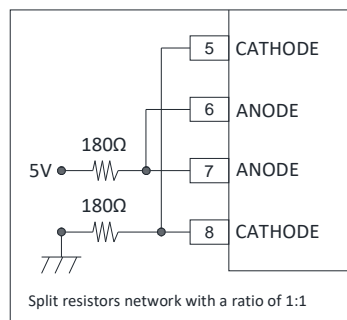 5 CATHODE
6 ANODE
180Ω
5V 7 ANODE
180Ω
8 CATHODE
Split resistors network with a ratio of 1:1